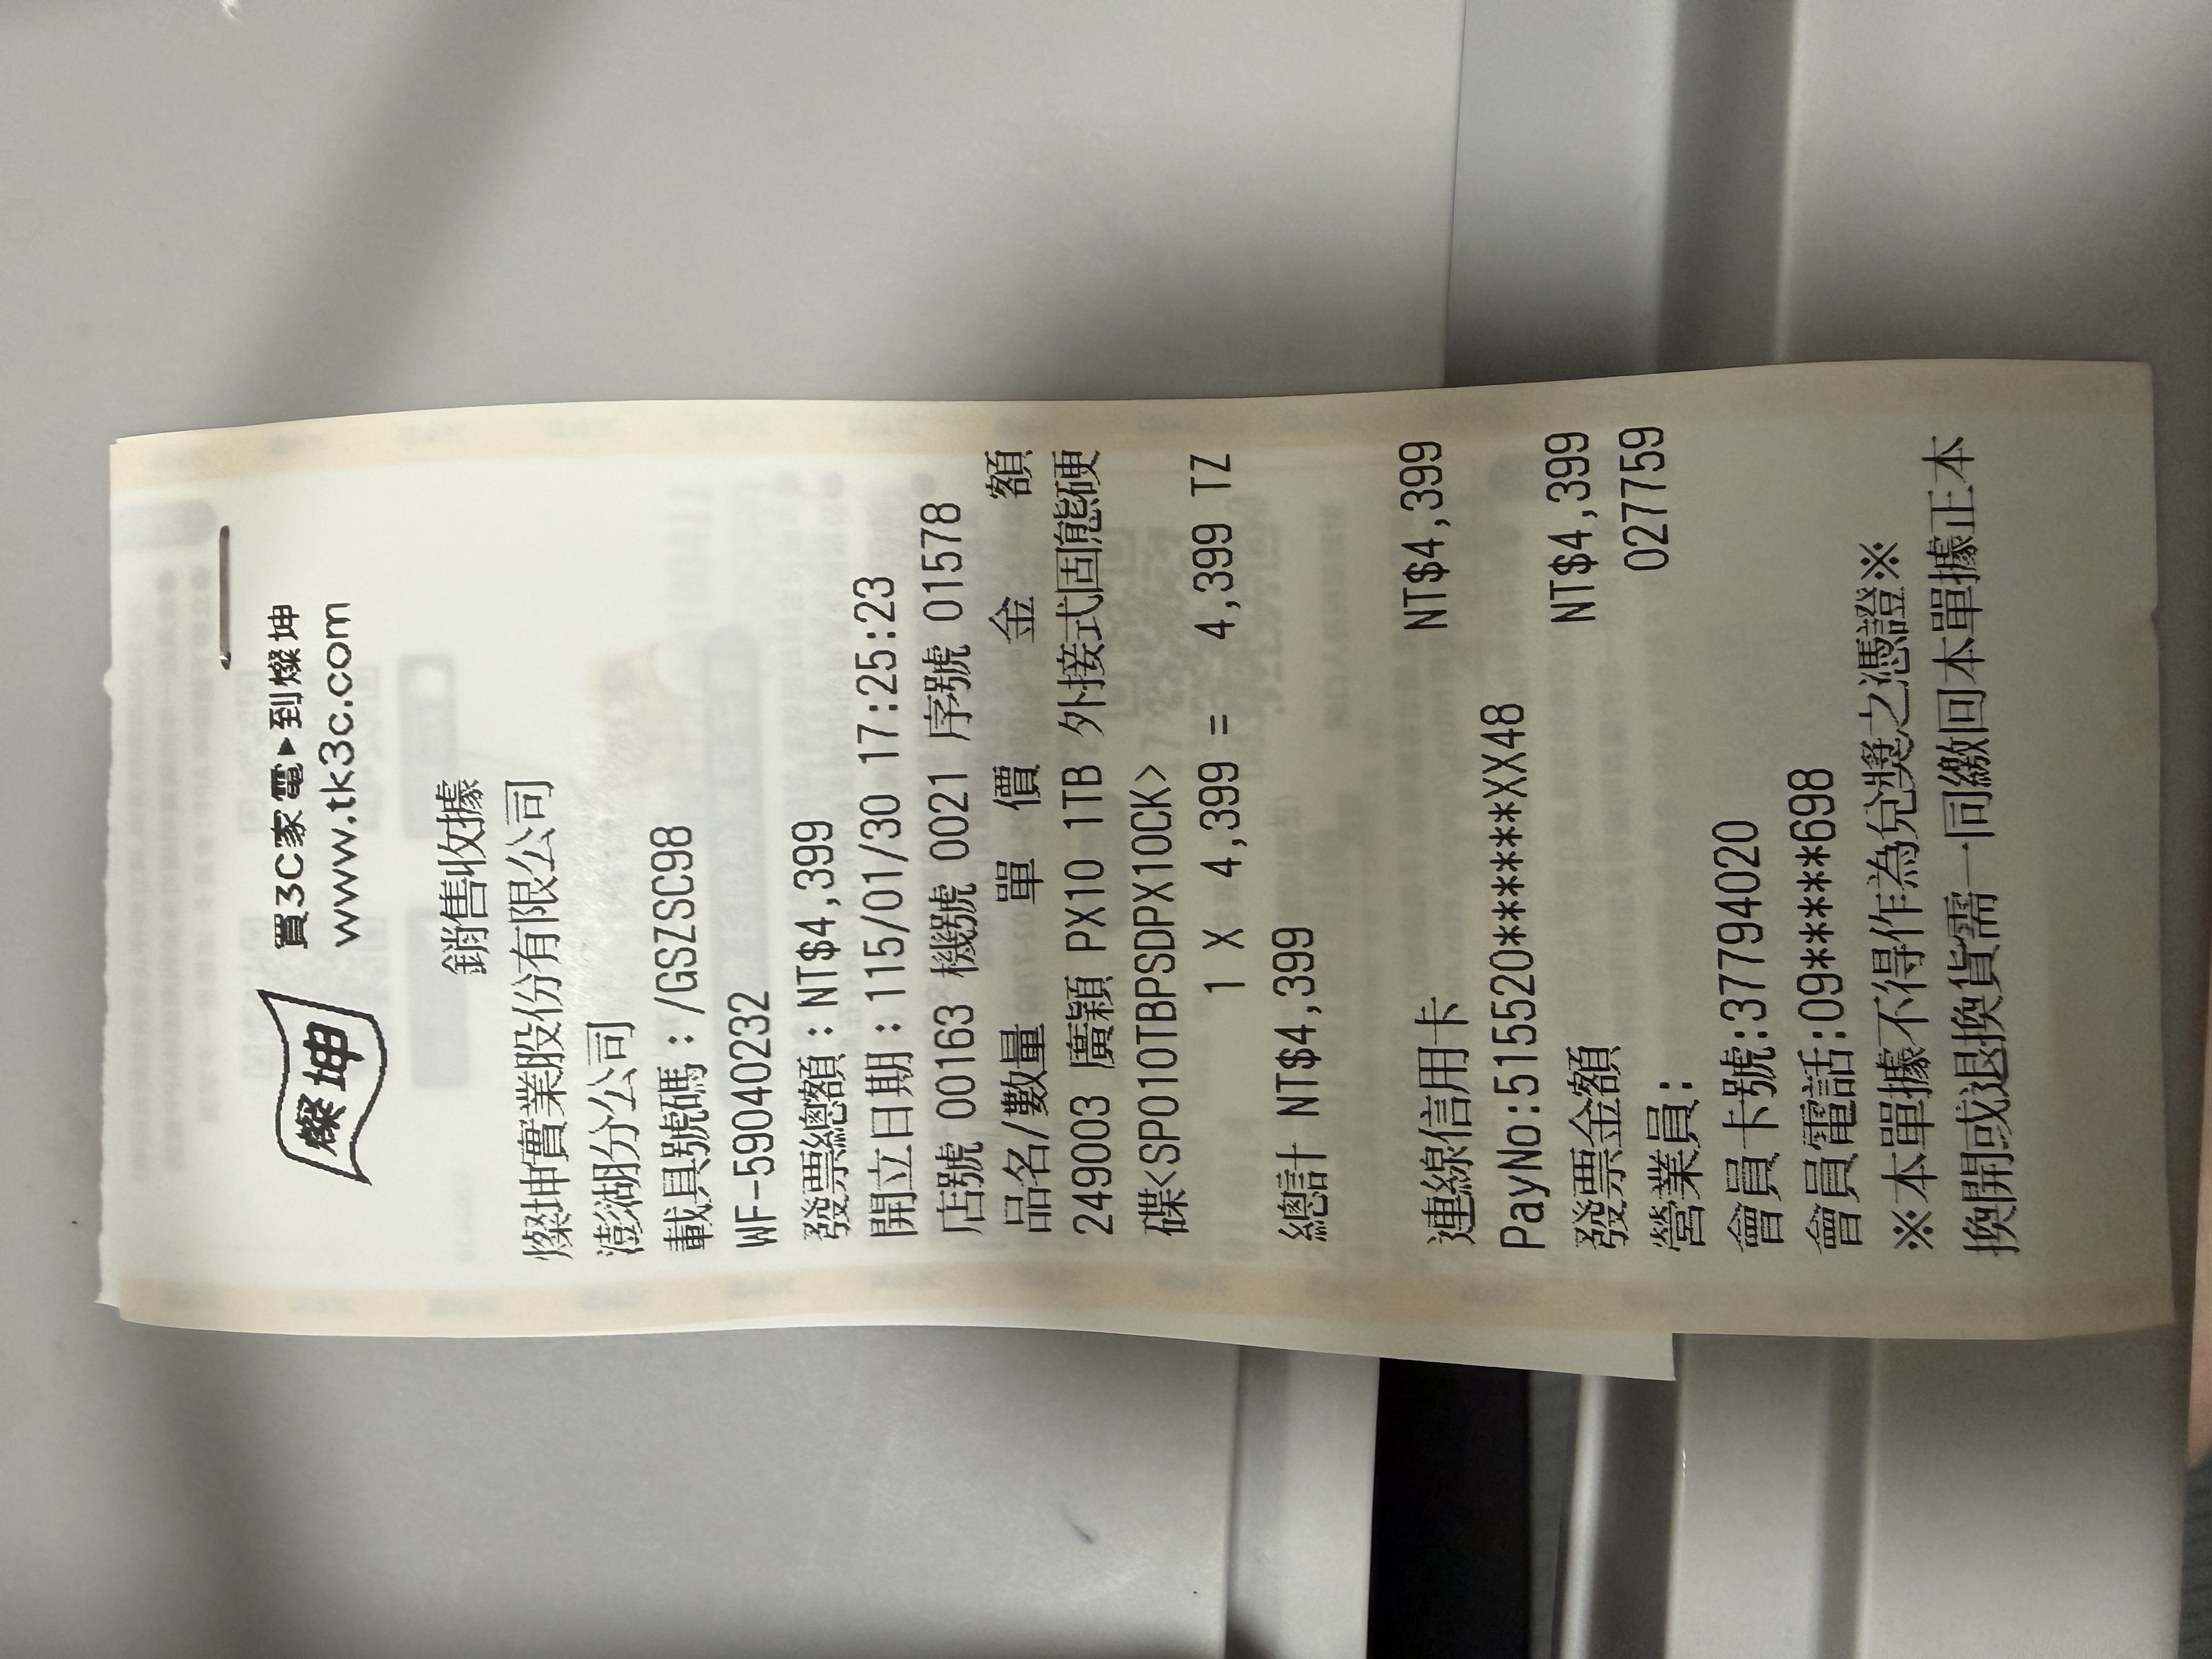 燦坤
買3C家電▶到燦坤
www.tk3c.com
銷售收據
燦坤實業股份有限公司
澎湖分公司
載具號碼：/GSZSC98
WF-59040232
發票總額：NT$4,399
開立日期：115/01/30 17:25:23
店號 00163 機號 0021 序號 01578
品名/數量 單 價 金 額
249003 廣穎 PX10 1TB 外接式固態硬
碟<SP010TBPSDPX10CK>
1 X 4,399 = 4,399 TZ
總計 NT$4,399
連線信用卡 NT$4,399
PayNo:515520******XX48
發票金額 NT$4,399
營業員: 027759
會員卡號:37794020
會員電話:09*****698
※本單據不得作為兌獎之憑證※
換開或退換貨需一同繳回本單據正本